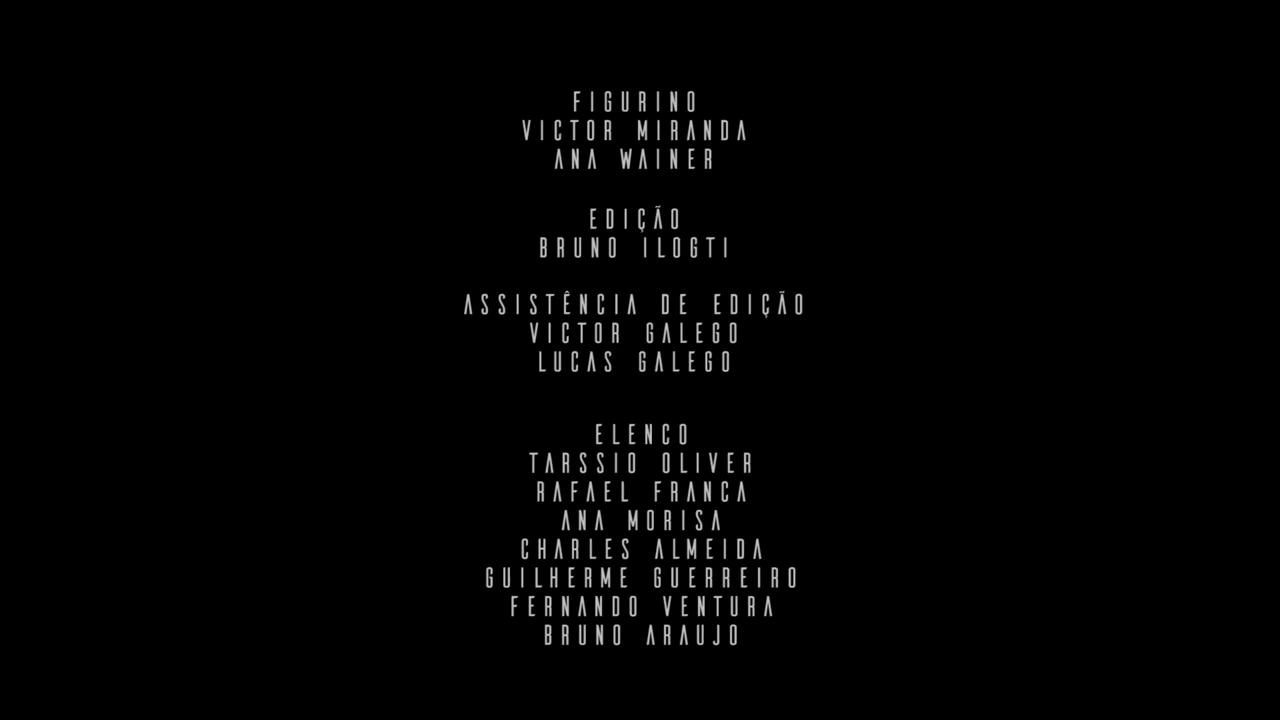 FIGURINO
VICTOR MIRANDA
ANA WAINER
EDIÇÃO
BRUNO ILOGTI
ASSISTÊNCIA DE EDIÇÃO
VICTOR GALEGO
LUCAS GALEGO
ELENCO
TARSSIO OLIVER
RAFAEL FRANCA
ANA MORISA
CHARLES ALMEIDA
GUILHERME GUERREIRO
FERNANDO VENTURA
BRUNO ARAUJO